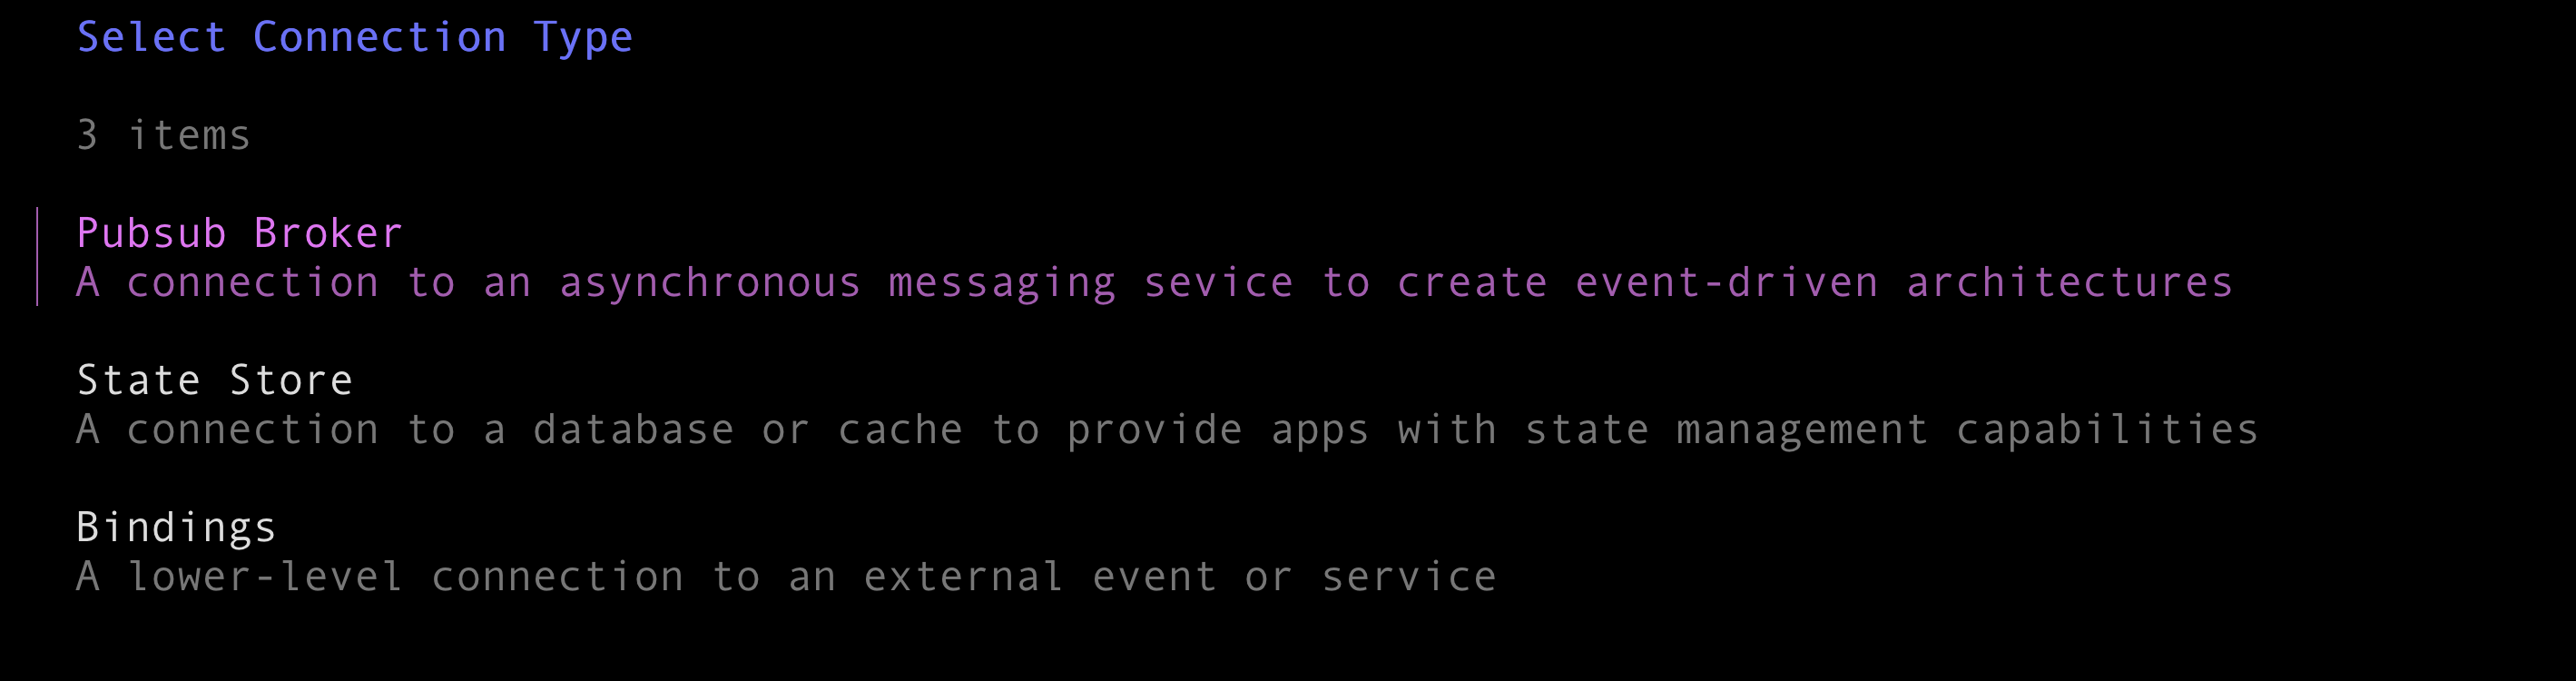 Select Connection Type
3 items
Pubsub Broker
A connection to an asynchronous messaging sevice to create event-driven architectures
State Store
A connection to a database or cache to provide apps with state management capabilities
Bindings
A lower-level connection to an external event or service